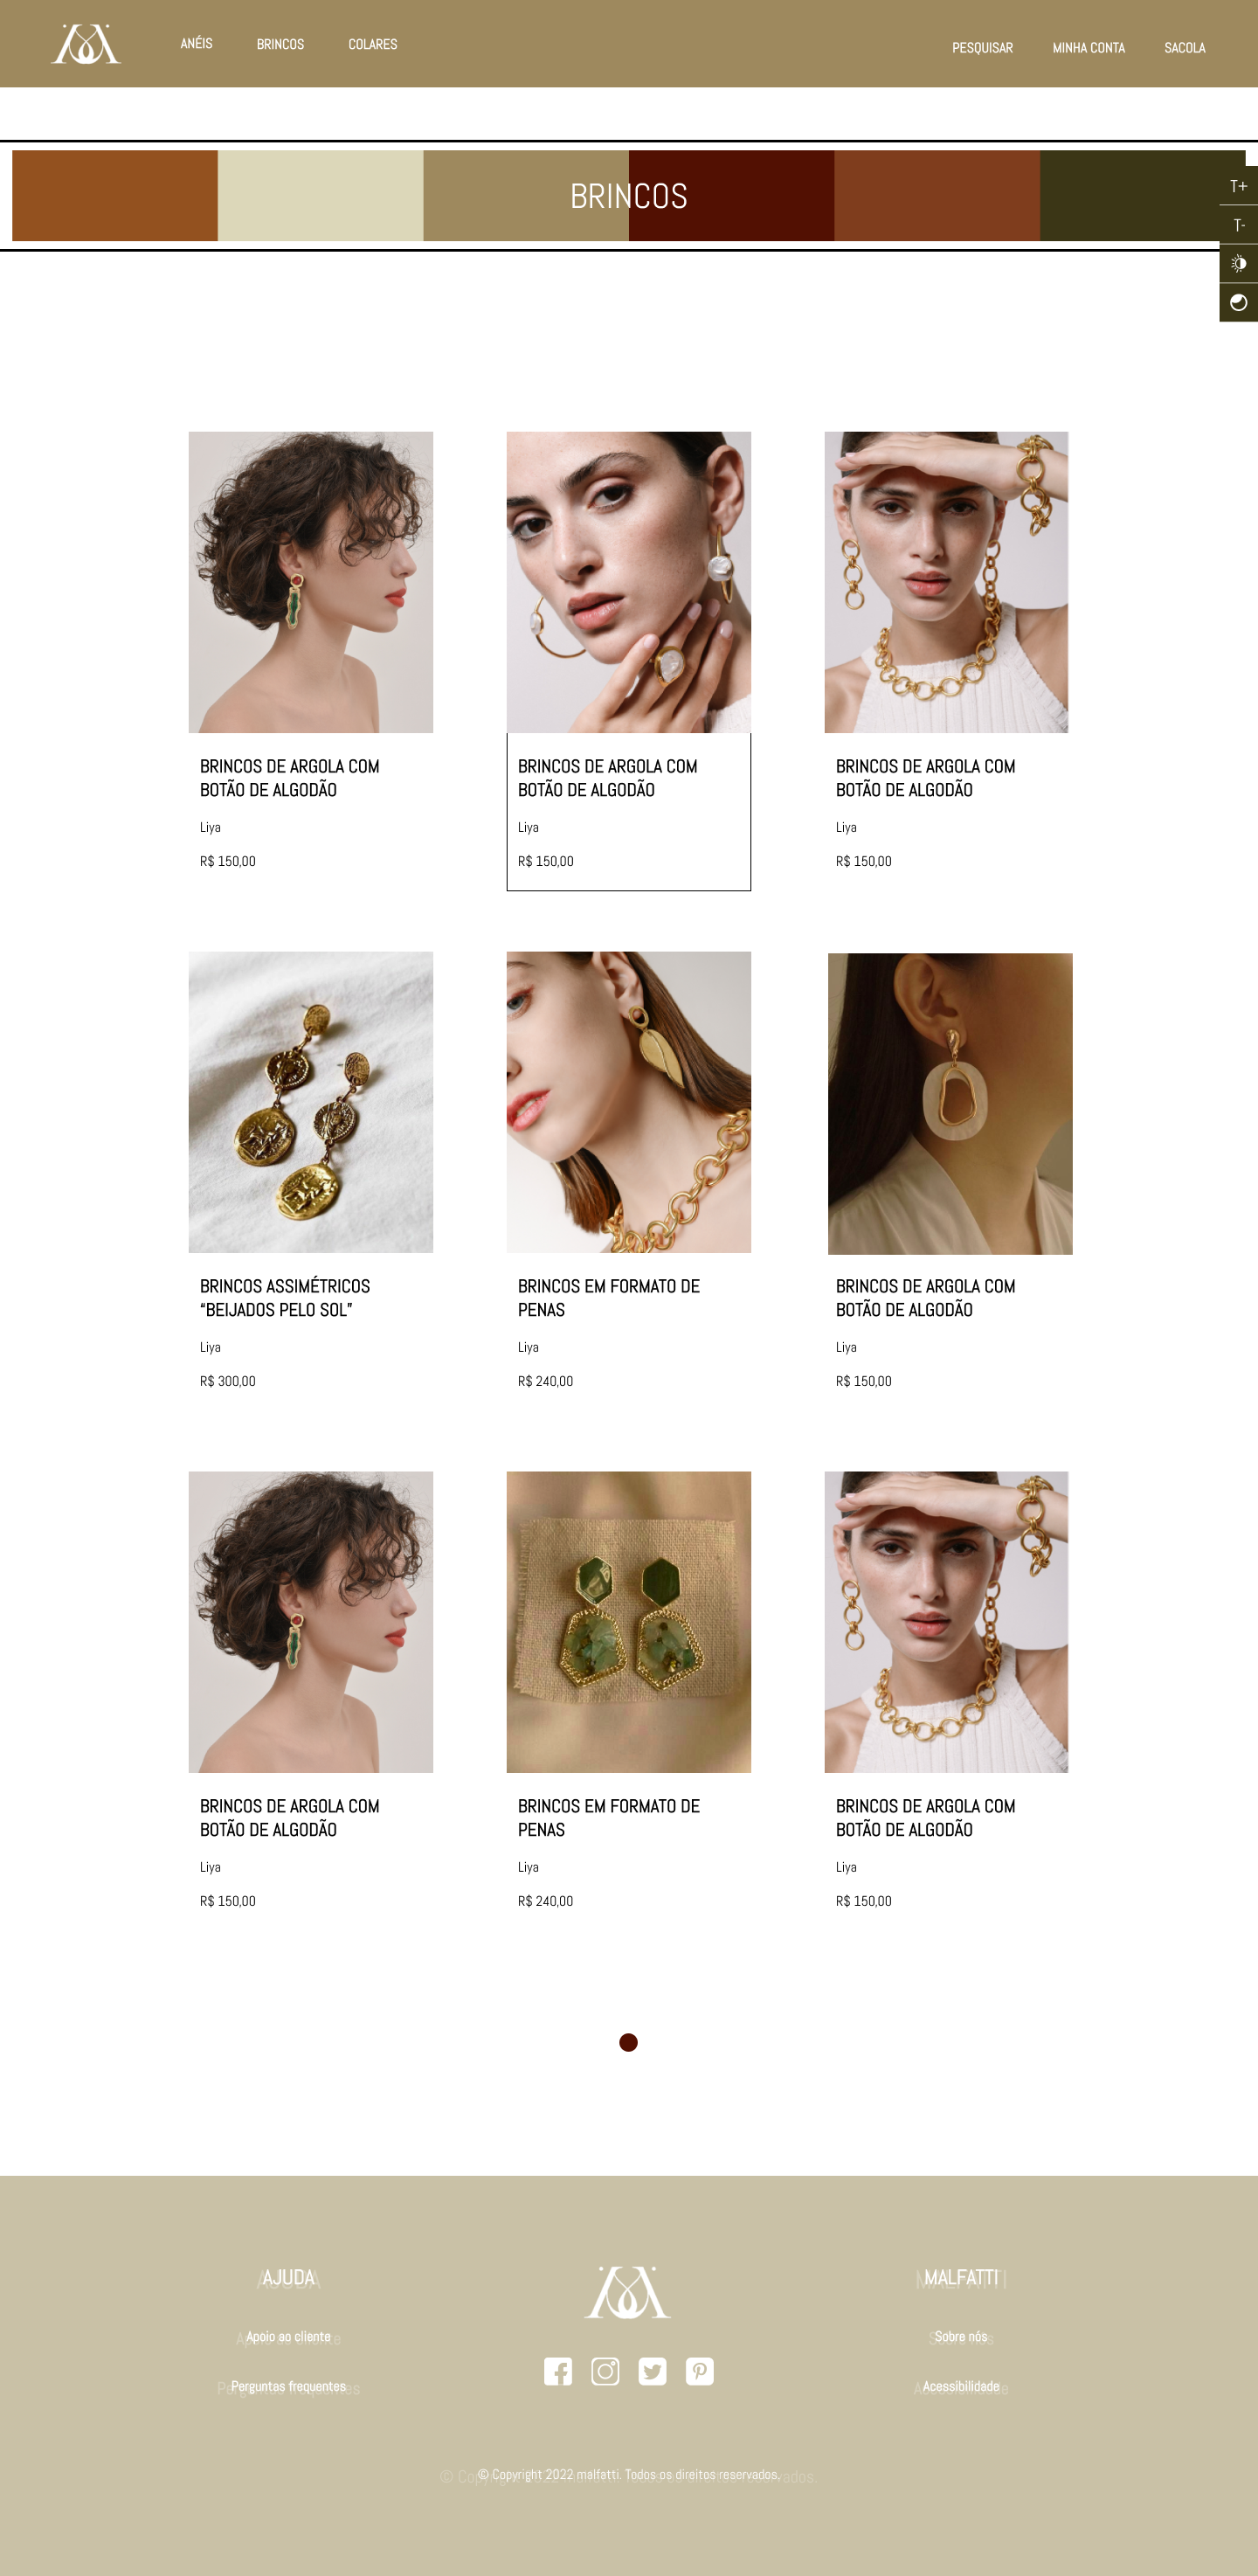 ANÉIS BRINCOS COLARES PESQUISAR MINHA CONTA SACOLA
BRINCOS
T+
T-
BRINCOS DE ARGOLA COM
BOTÃO DE ALGODÃO
Liya
R$ 150,00
BRINCOS DE ARGOLA COM
BOTÃO DE ALGODÃO
Liya
R$ 150,00
BRINCOS DE ARGOLA COM
BOTÃO DE ALGODÃO
Liya
R$ 150,00
BRINCOS ASSIMÉTRICOS
“BEIJADOS PELO SOL”
Liya
R$ 300,00
BRINCOS EM FORMATO DE
PENAS
Liya
R$ 240,00
BRINCOS DE ARGOLA COM
BOTÃO DE ALGODÃO
Liya
R$ 150,00
BRINCOS DE ARGOLA COM
BOTÃO DE ALGODÃO
Liya
R$ 150,00
BRINCOS EM FORMATO DE
PENAS
Liya
R$ 240,00
BRINCOS DE ARGOLA COM
BOTÃO DE ALGODÃO
Liya
R$ 150,00
AJUDA
Apoio ao cliente
Perguntas frequentes
MALFATTI
Sobre nós
Acessibilidade
© Copyright 2022 malfatti. Todos os direitos reservados.